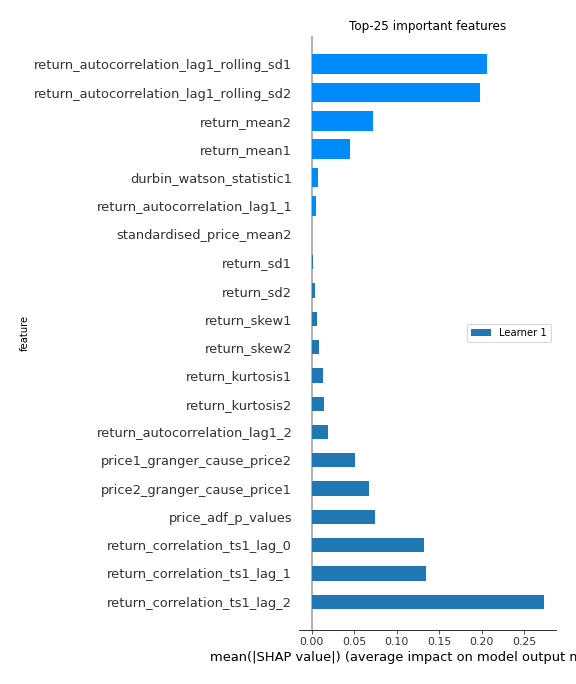 Top-25 important features
return_autocorrelation_lag1_rolling_sd1
return_autocorrelation_lag1_rolling_sd2
return_mean2
return_mean1
durbin_watson_statistic1
return_autocorrelation_lag1_1
standardised_price_mean2
return_sd1
return_sd2
return_skew1
return_skew2
return_kurtosis1
return_kurtosis2
return_autocorrelation_lag1_2
price1_granger_cause_price2
price2_granger_cause_price1
price_adf_p_values
return_correlation_ts1_lag_0
return_correlation_ts1_lag_1
return_correlation_ts1_lag_2
feature
Learner 1
0.00 0.05 0.10 0.15 0.20 0.25
mean(|SHAP value|) (average impact on model output